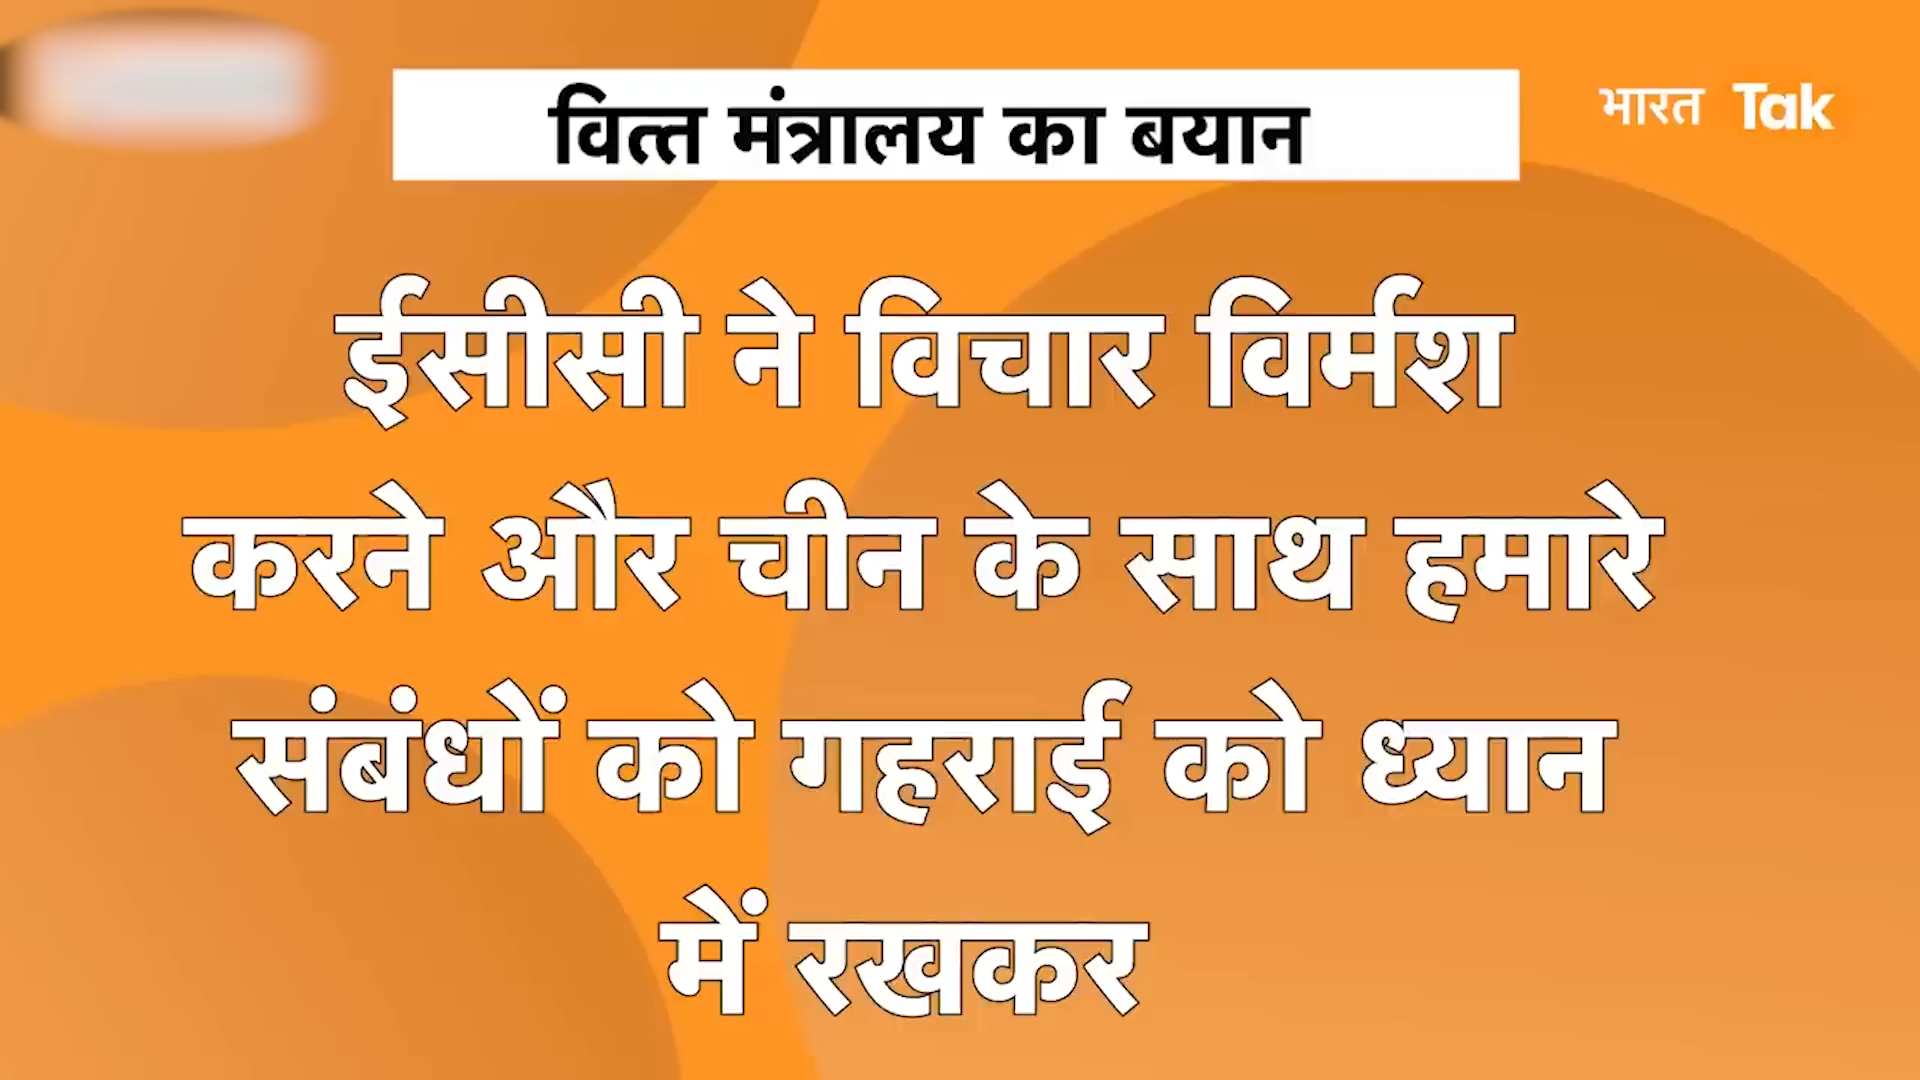 वित्त मंत्रालय का बयान
भारत Tak
ईसीसी ने विचार विर्मश
करने और चीन के साथ हमारे
संबंधों को गहराई को ध्यान
में रखकर